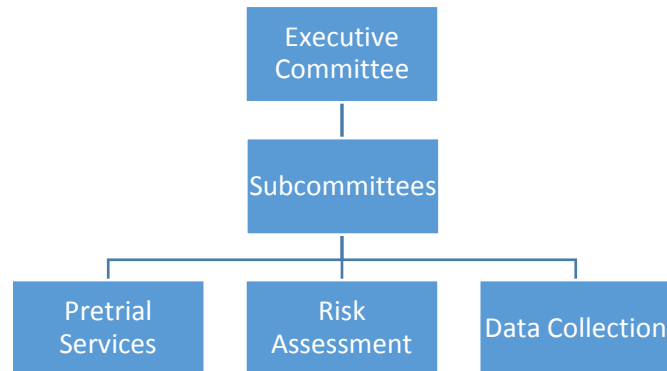 Executive
Committee
Subcommittees
Pretrial
Services
Risk
Assessment
Data Collection